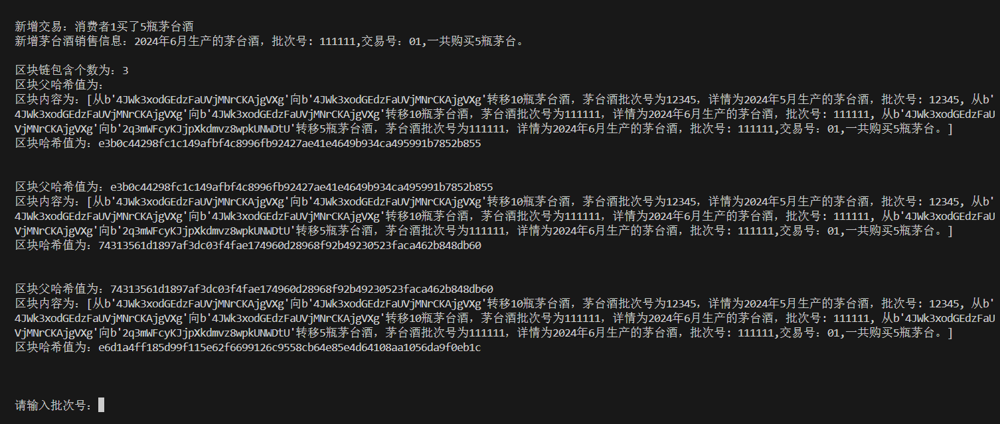 新增交易：消费者1买了5瓶茅台酒
新增茅台酒销售信息：2024年6月生产的茅台酒，批次号：111111,交易号：01,一共购买5瓶茅台。
区块链包含个数为：3
区块父哈希值为：
区块内容为：[从b'4JWk3xodGEdzFaUVjMNrCKAjgVXg'向b'4JWk3xodGEdzFaUVjMNrCKAjgVXg'转移10瓶茅台酒，茅台酒批次号为12345，详情为2024年5月生产的茅台酒，批次号：12345, 从b'
4JWk3xodGEdzFaUVjMNrCKAjgVXg'向b'4JWk3xodGEdzFaUVjMNrCKAjgVXg'转移10瓶茅台酒，茅台酒批次号为111111，详情为2024年6月生产的茅台酒，批次号：111111, 从b'4JWk3xodGEdzFaU
VjMNrCKAjgVXg'向b'2q3mWFcyKJjpXkdmvz8wpkUNWDtU'转移5瓶茅台酒，茅台酒批次号为111111，详情为2024年6月生产的茅台酒，批次号：111111,交易号：01,一共购买5瓶茅台。]
区块哈希值为：e3b0c44298fc1c149afbf4c8996fb92427ae41e4649b934ca495991b7852b855
区块父哈希值为：e3b0c44298fc1c149afbf4c8996fb92427ae41e4649b934ca495991b7852b855
区块内容为：[从b'4JWk3xodGEdzFaUVjMNrCKAjgVXg'向b'4JWk3xodGEdzFaUVjMNrCKAjgVXg'转移10瓶茅台酒，茅台酒批次号为12345，详情为2024年5月生产的茅台酒，批次号：12345, 从b'
4JWk3xodGEdzFaUVjMNrCKAjgVXg'向b'4JWk3xodGEdzFaUVjMNrCKAjgVXg'转移10瓶茅台酒，茅台酒批次号为111111，详情为2024年6月生产的茅台酒，批次号：111111, 从b'4JWk3xodGEdzFaU
VjMNrCKAjgVXg'向b'2q3mWFcyKJjpXkdmvz8wpkUNWDtU'转移5瓶茅台酒，茅台酒批次号为111111，详情为2024年6月生产的茅台酒，批次号：111111,交易号：01,一共购买5瓶茅台。]
区块哈希值为：74313561d1897af3dc03f4fae174960d28968f92b49230523faca462b848db60
区块父哈希值为：74313561d1897af3dc03f4fae174960d28968f92b49230523faca462b848db60
区块内容为：[从b'4JWk3xodGEdzFaUVjMNrCKAjgVXg'向b'4JWk3xodGEdzFaUVjMNrCKAjgVXg'转移10瓶茅台酒，茅台酒批次号为12345，详情为2024年5月生产的茅台酒，批次号：12345, 从b'
4JWk3xodGEdzFaUVjMNrCKAjgVXg'向b'4JWk3xodGEdzFaUVjMNrCKAjgVXg'转移10瓶茅台酒，茅台酒批次号为111111，详情为2024年6月生产的茅台酒，批次号：111111, 从b'4JWk3xodGEdzFaU
VjMNrCKAjgVXg'向b'2q3mWFcyKJjpXkdmvz8wpkUNWDtU'转移5瓶茅台酒，茅台酒批次号为111111，详情为2024年6月生产的茅台酒，批次号：111111,交易号：01,一共购买5瓶茅台。]
区块哈希值为：e6d1a4ff185d99f115e62f6699126c9558cb64e85e4d64108aa1056da9f0eb1c
请输入批次号：